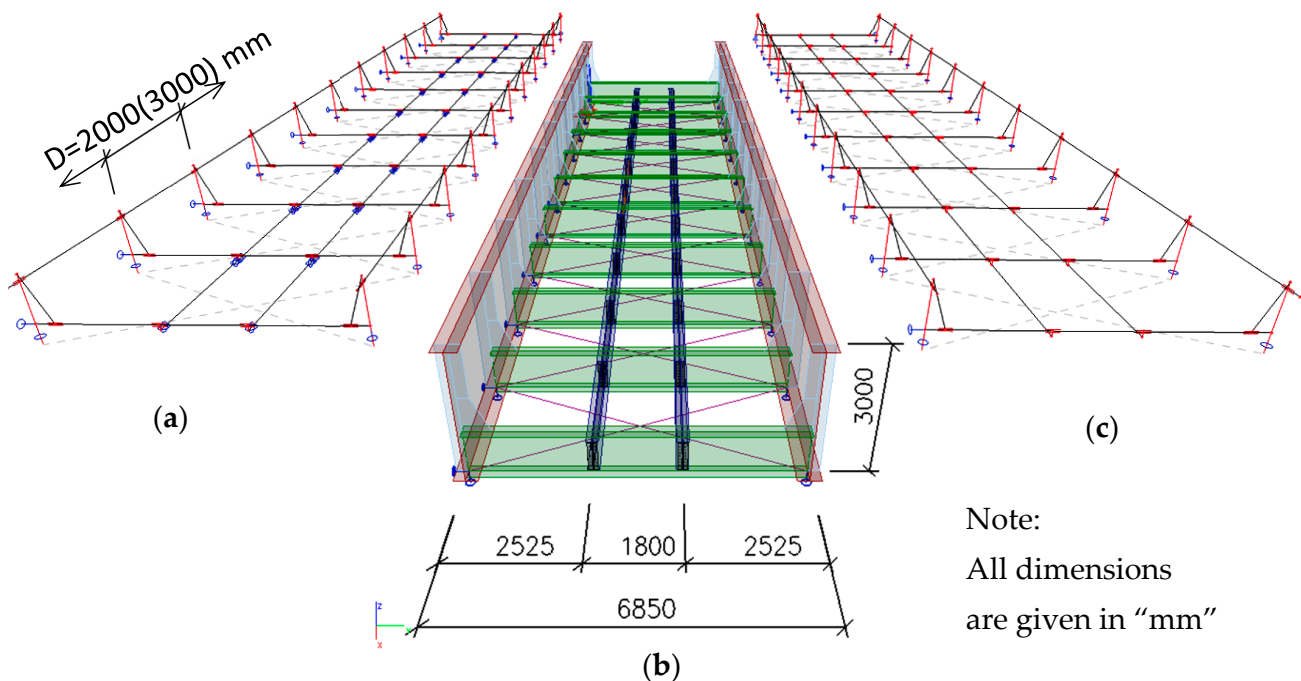 D=2000(3000) mm
(a)
3000
(c)
2525 1800 2525
6850
z
y
x
(b)
Note:
All dimensions
are given in “mm”